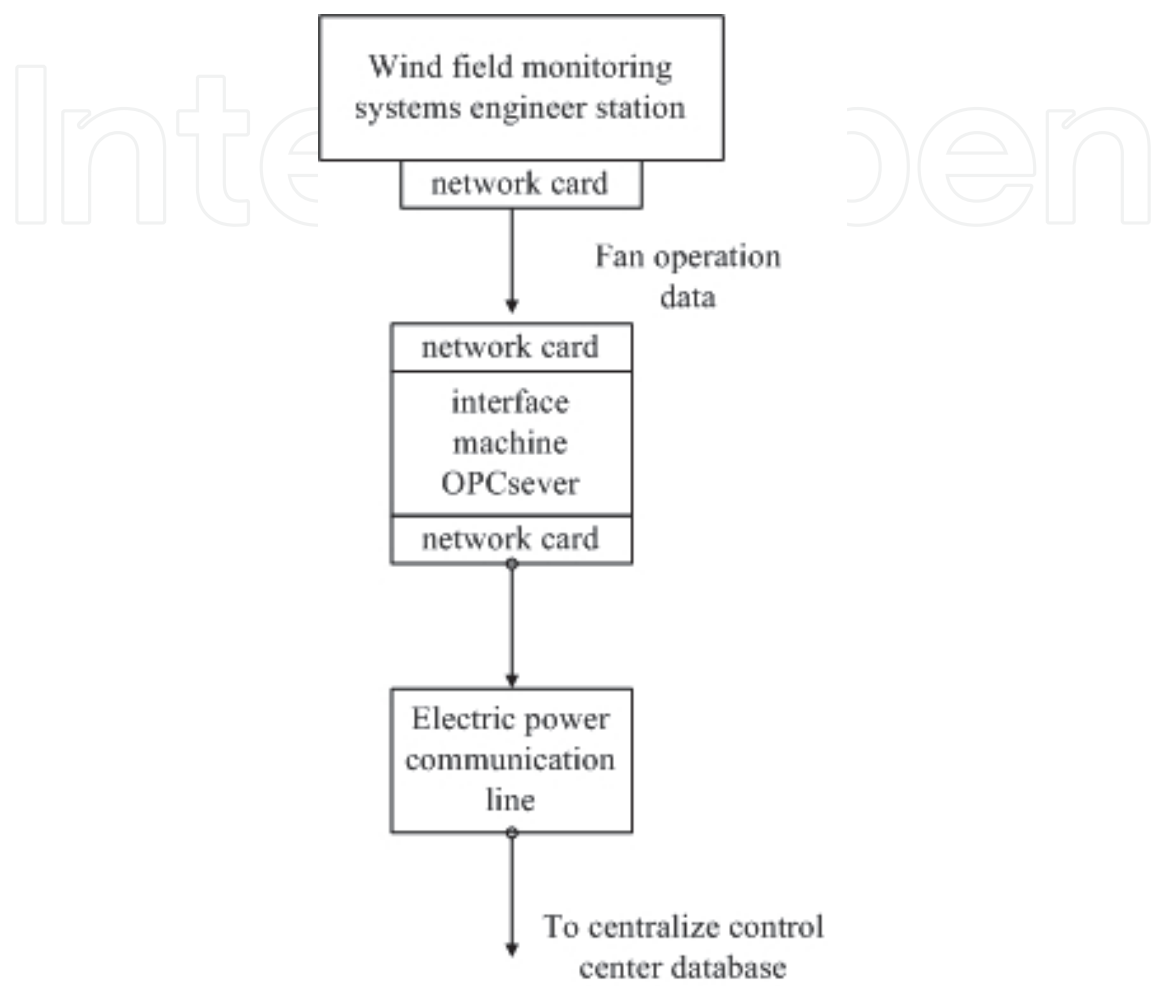 Wind field monitoring
systems engineer station
network card
Fan operation
data
network card
interface
machine
OPCsever
network card
Electric power
communication
line
To centralize control
center database